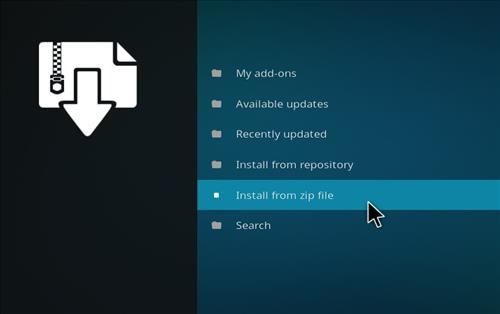 My add-ons
Available updates
Recently updated
Install from repository
Install from zip file
Search